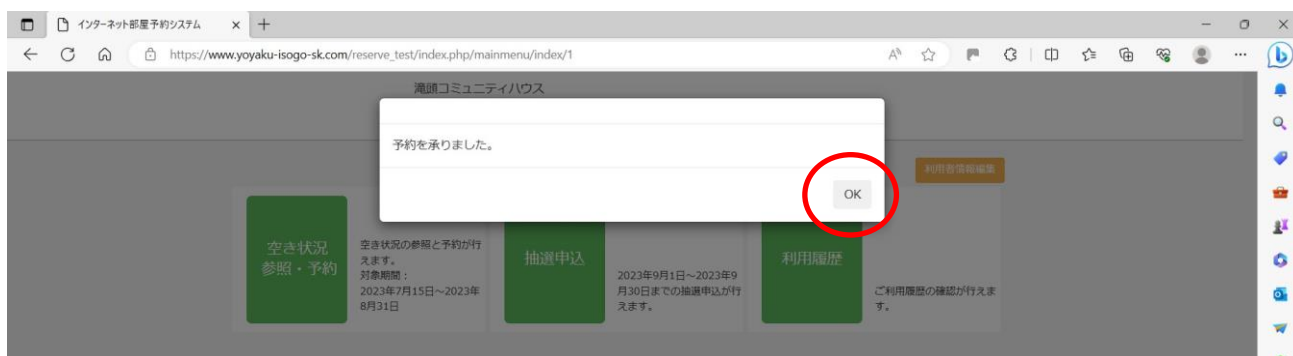 インターネット部屋予約システム
https://www.yoyaku-isogo-sk.com/reserve_test/index.php/mainmenu/index/1
滝頭コミュニティハウス
予約を承りました。
利用者情報編集
OK
空き状況
参照・予約
空き状況の参照と予約が行
えます。
対象期間：
2023年7月15日～2023年
8月31日
抽選申込
2023年9月1日～2023年9
月30日までの抽選申込が行
えます。
利用履歴
ご利用履歴の確認が行えま
す。